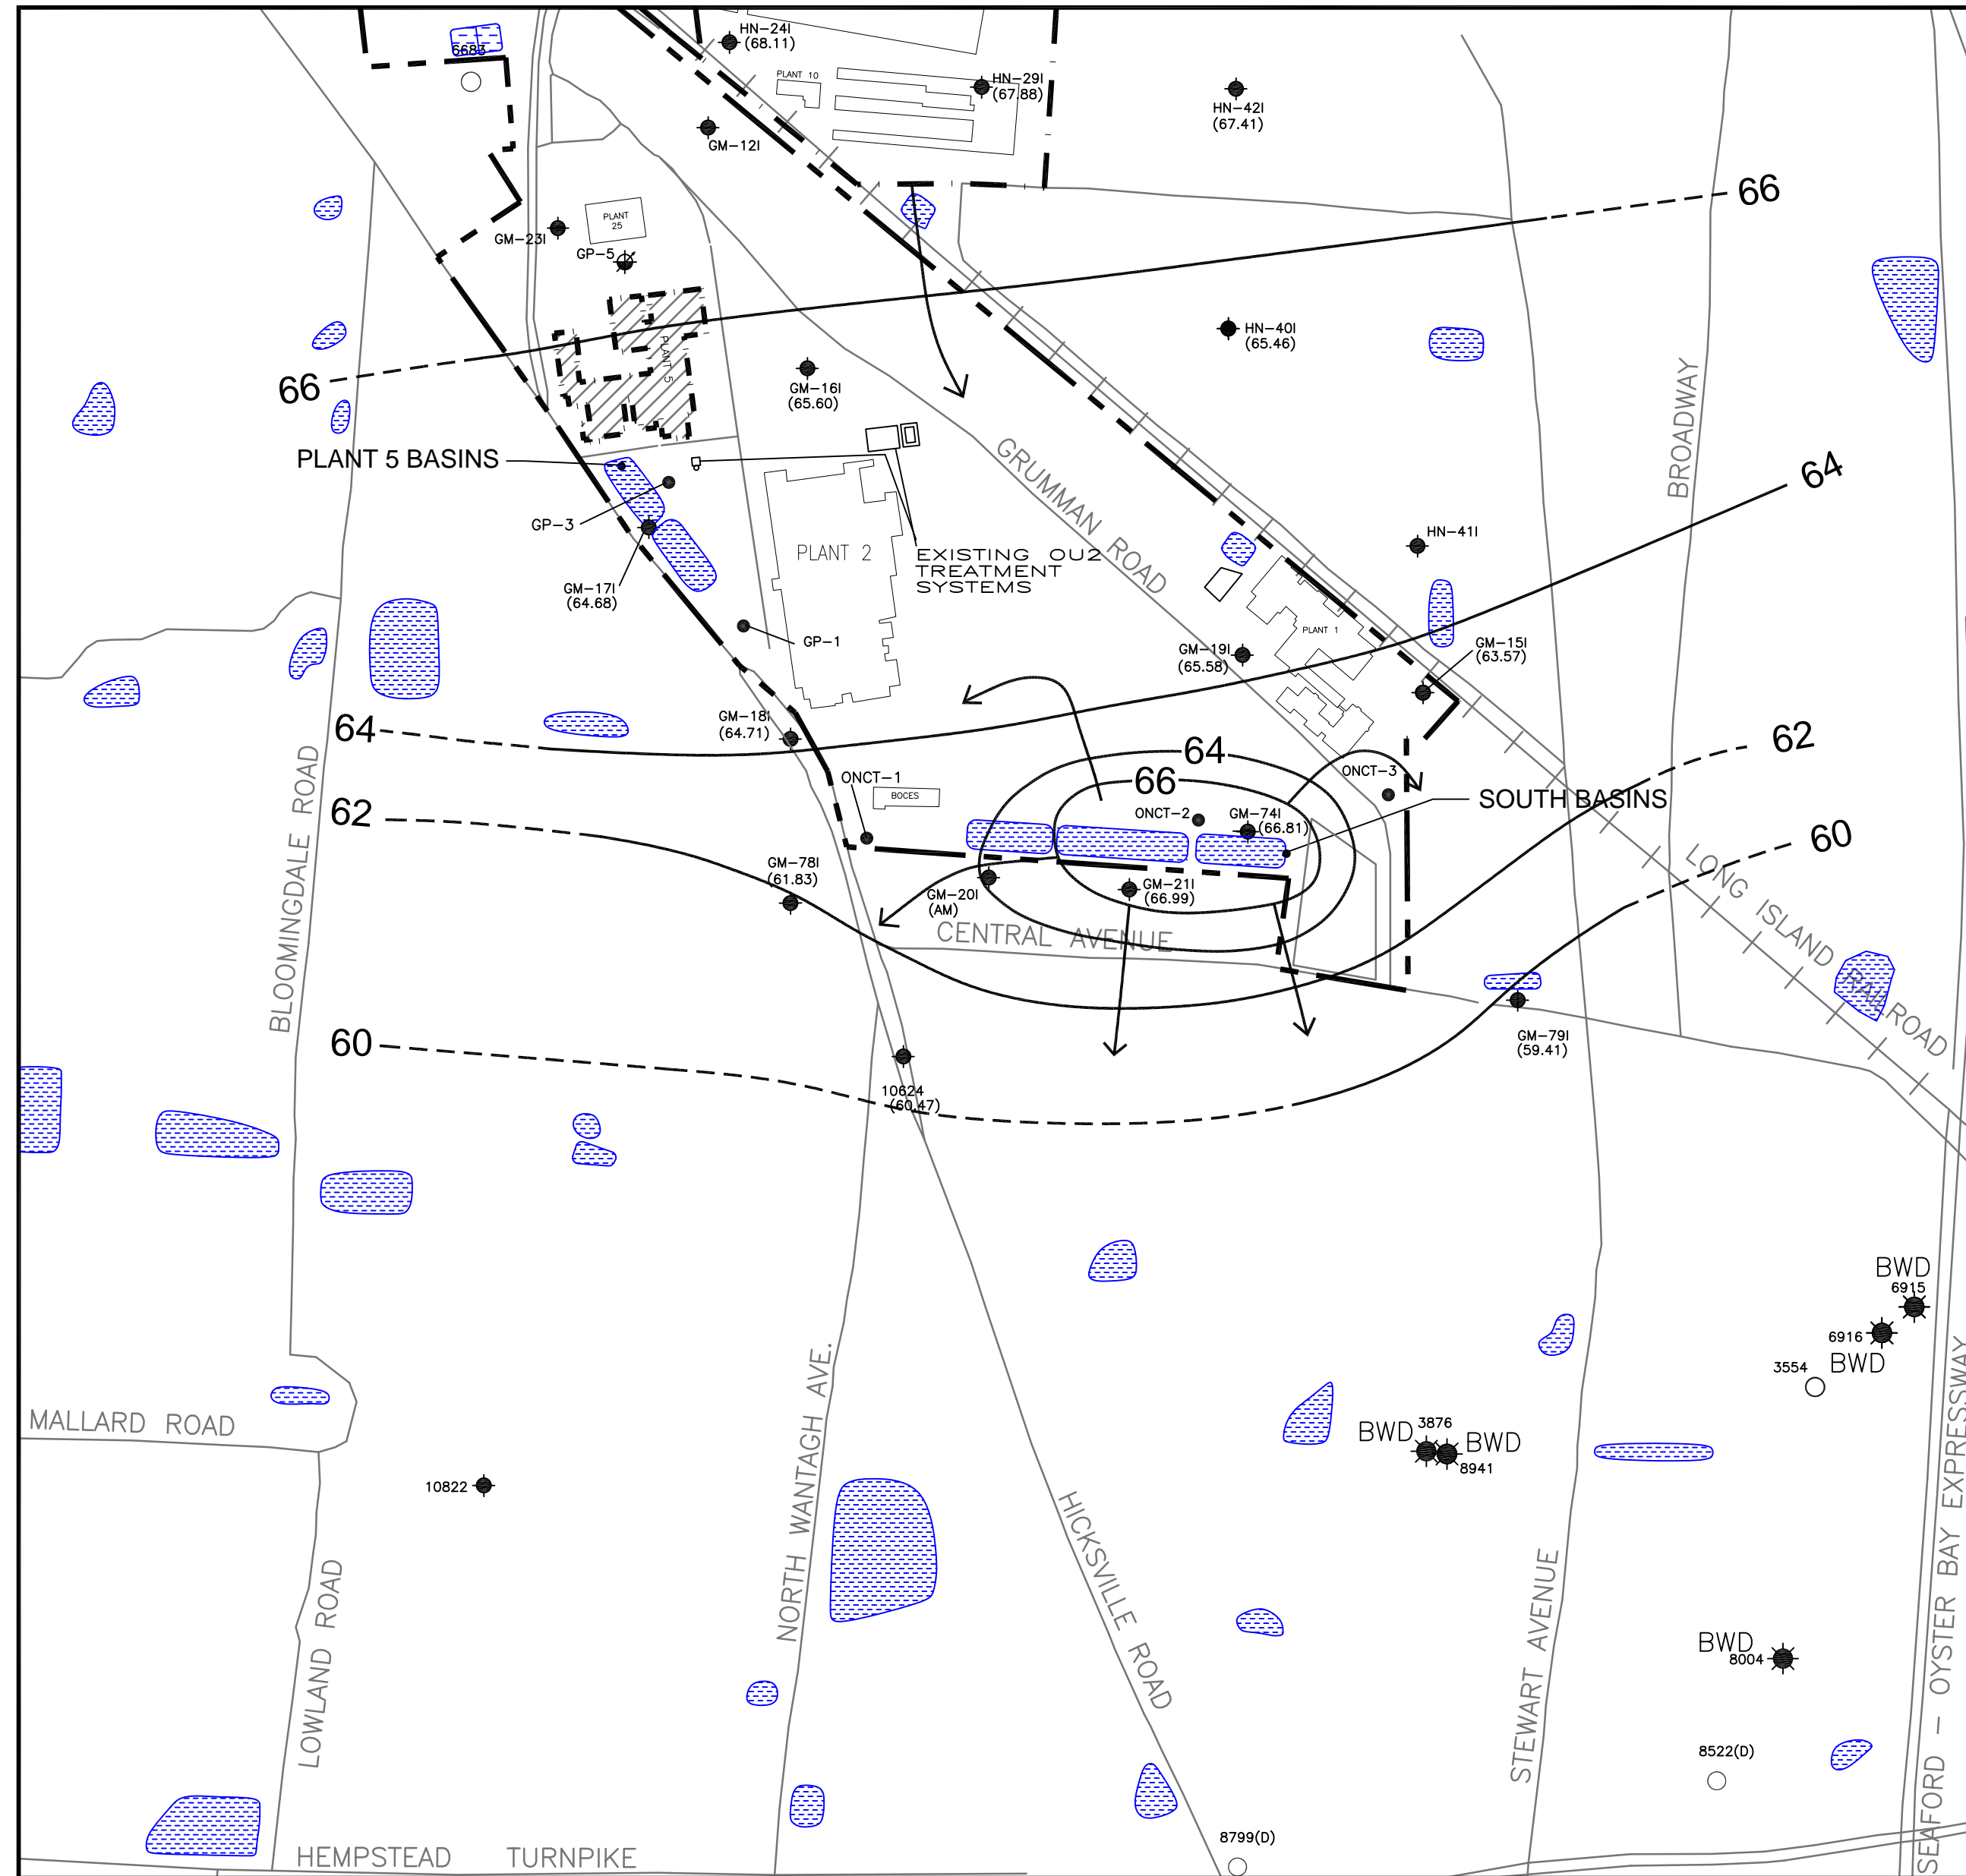 HN-24I
(68.11)
6683
PLANT 10
HN-29I
(67.88)
HN-42I
(67.41)
GM-12I
66
PLANT
25
GM-23I
GP-5
HN-40I
(65.46)
PLANT 5
66
GM-16I
(65.60)
BROADWAY
64
PLANT 5 BASINS
GRUMMAN ROAD
GP-3
HN-41I
PLANT 2
EXISTING OU2
TREATMENT
SYSTEMS
GM-17I
(64.68)
GP-1
PLANT 1
GM-19I
(65.58)
GM-15I
(63.57)
GM-18I
(64.71)
64
62
64
66
ONCT-1
ONCT-3
BOCES
SOUTH BASINS
62
ONCT-2
GM-74I
(66.81)
60
BLOOMINGDALE ROAD
GM-78I
(61.83)
GM-20I
(AM)
GM-21I
(66.99)
CENTRAL AVENUE
LONG ISLAND RAILROAD
60
GM-79I
(59.41)
10624
(60.47)
BWD
6915
6916
BWD
3554
MALLARD ROAD
BWD
3876
BWD
8941
10822
NORTH WANTAGH AVE.
HICKSVILLE ROAD
LOWLAND ROAD
STEWART AVENUE
SEAFORD - OYSTER BAY EXPRESSWAY
BWD
8004
8522(D)
8799(D)
HEMPSTEAD TURNPIKE